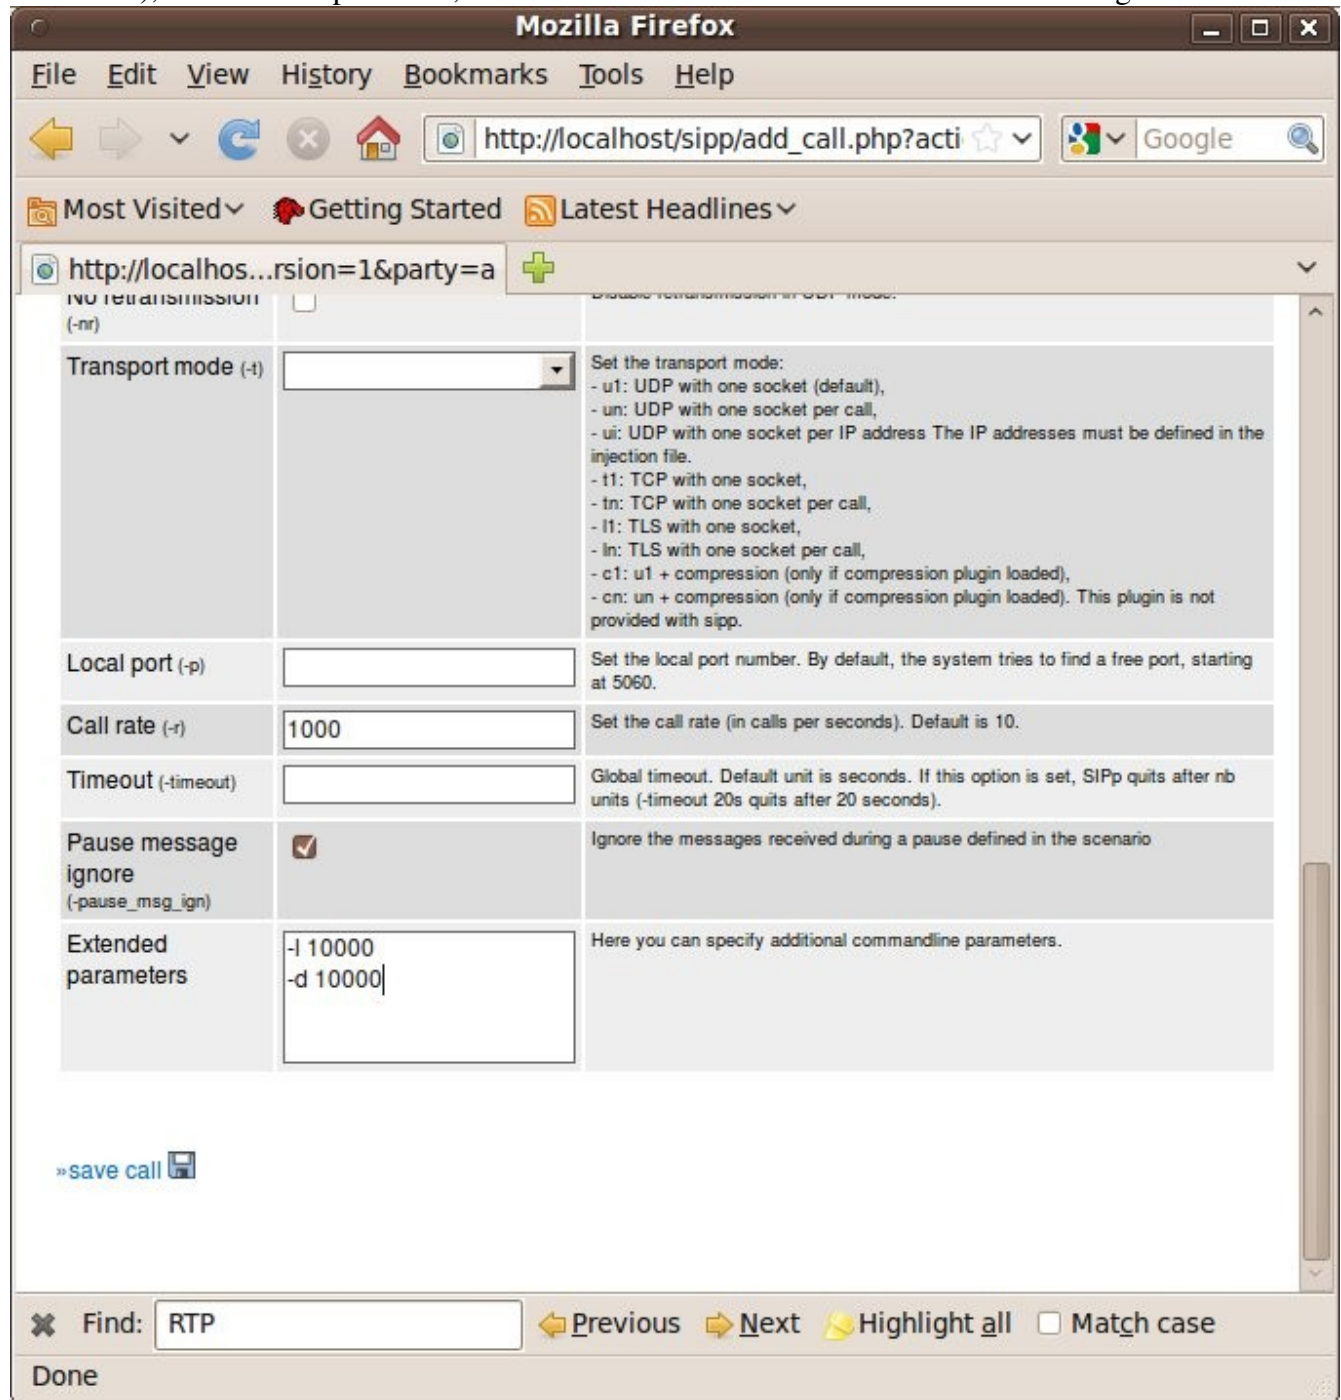 Mozilla Firefox
File Edit View History Bookmarks Tools Help
http://localhost/sipp/add_call.php?acti
Google
Most Visited Getting Started Latest Headlines
http://localhos...rsion=1&party=a
No retransmission
(-nr)
Disable retransmission in UDP mode.
Transport mode (-t)
Set the transport mode:
- u1: UDP with one socket (default),
- un: UDP with one socket per call,
- ui: UDP with one socket per IP address The IP addresses must be defined in the
injection file.
- t1: TCP with one socket,
- tn: TCP with one socket per call,
- l1: TLS with one socket,
- ln: TLS with one socket per call,
- c1: u1 + compression (only if compression plugin loaded),
- cn: un + compression (only if compression plugin loaded). This plugin is not
provided with sipp.
Local port (-p)
Set the local port number. By default, the system tries to find a free port, starting
at 5060.
Call rate (-r)
1000
Set the call rate (in calls per seconds). Default is 10.
Timeout (-timeout)
Global timeout. Default unit is seconds. If this option is set, SIPp quits after nb
units (-timeout 20s quits after 20 seconds).
Pause message
ignore
(-pause_msg_ign)
Ignore the messages received during a pause defined in the scenario
Extended
parameters
-l 10000
-d 10000
Here you can specify additional commandline parameters.
»save call
Find: RTP Previous Next Highlight all Match case
Done